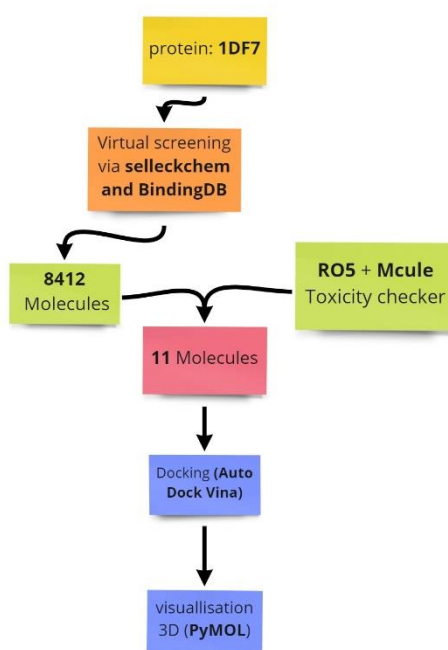 protein: 1DF7
Virtual screening
via selleckchem
and BindingDB
8412
Molecules
RO5 + Mcule
Toxicity checker
11 Molecules
Docking (Auto
Dock Vina)
visuallisation
3D (PyMOL)